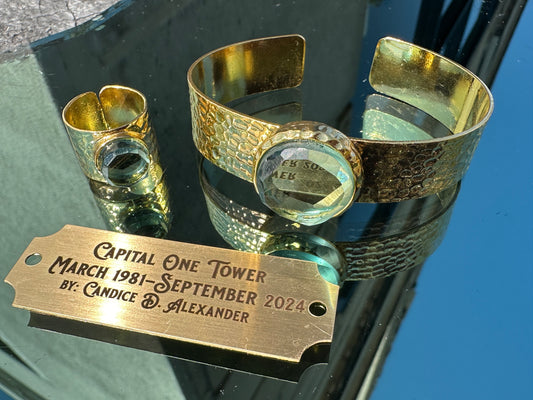 CAPITAL ONE TOWER
MARCH 1981–SEPTEMBER 2024
BY: CANDICE D. ALEXANDER